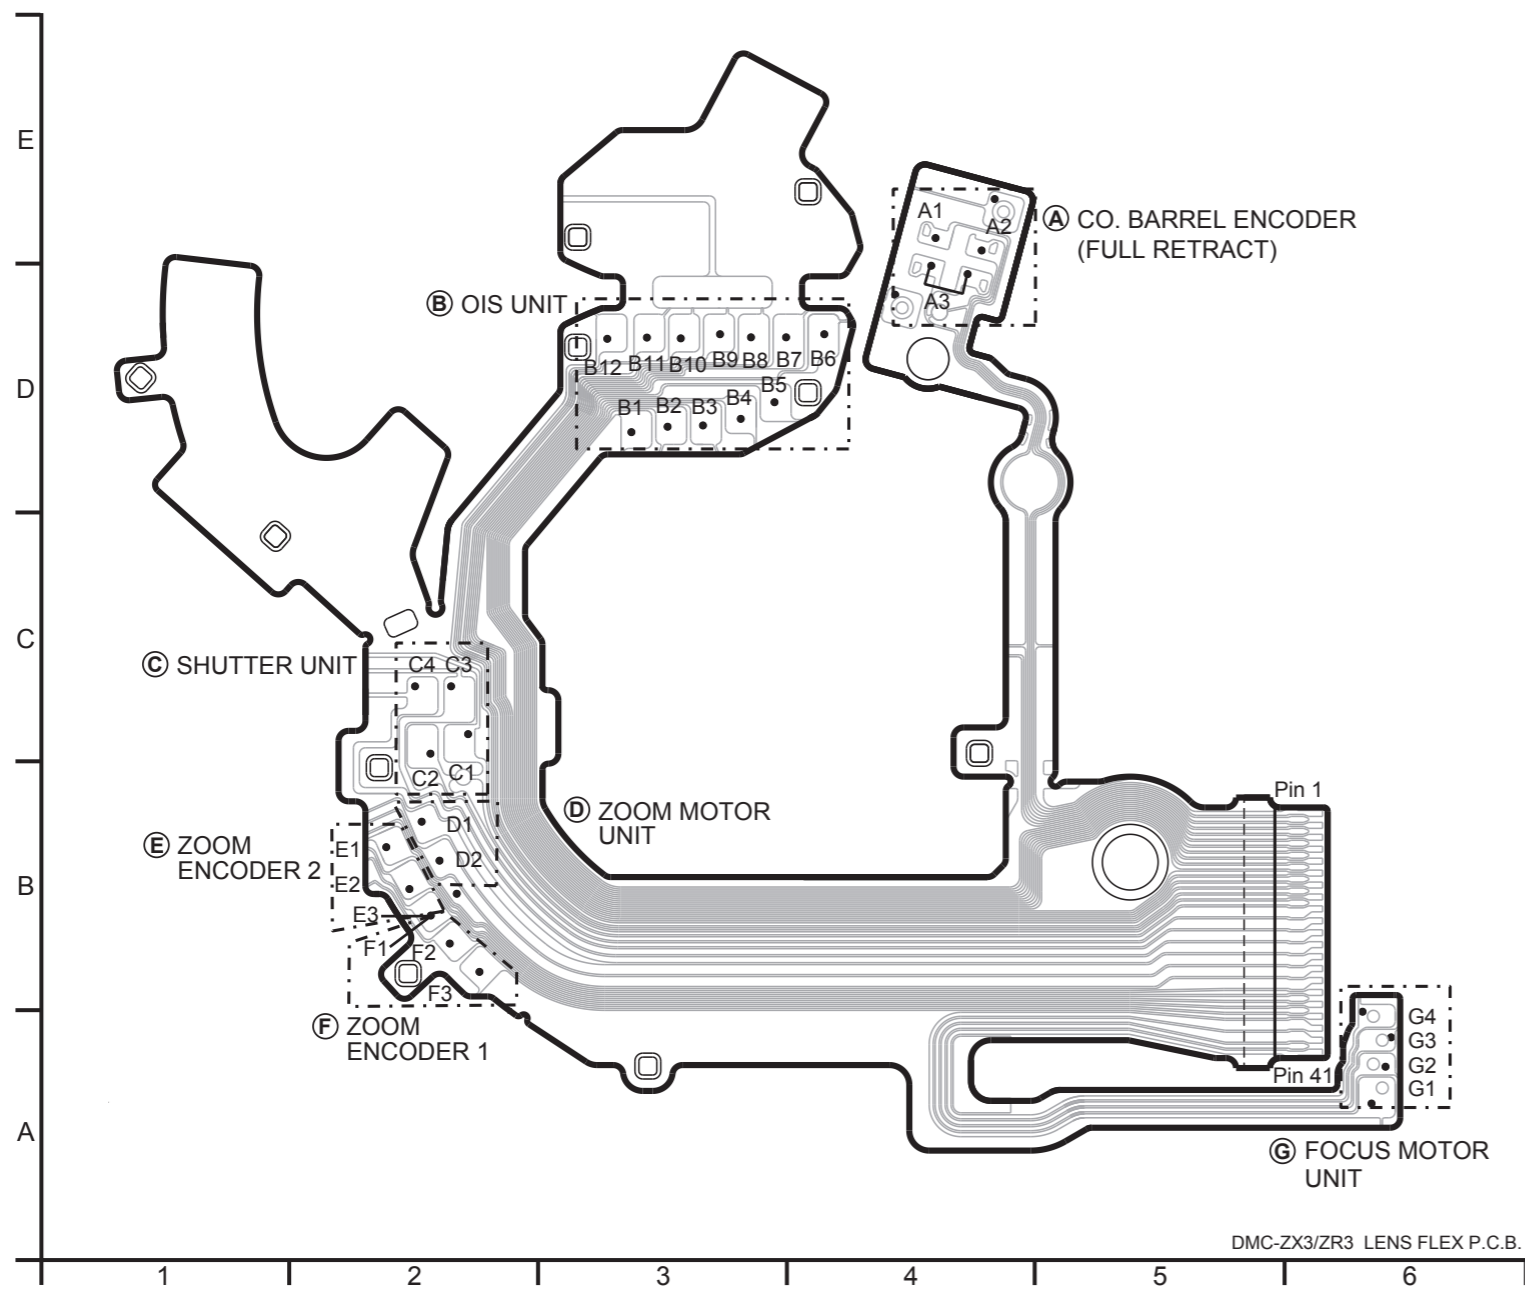 E
D
C
B
A
A1
A2
A3
Ⓐ CO. BARREL ENCODER
(FULL RETRACT)
Ⓑ OIS UNIT
B12 B11 B10 B9 B8 B7 B6
B1 B2 B3 B4 B5
Ⓒ SHUTTER UNIT
C4 C3
C2 C1
Ⓓ ZOOM MOTOR
UNIT
D1
D2
Ⓔ ZOOM
ENCODER 2
E1
E2
E3
F1
F2
F3
Ⓕ ZOOM
ENCODER 1
Pin 1
Pin 41
G4
G3
G2
G1
Ⓖ FOCUS MOTOR
UNIT
DMC-ZX3/ZR3 LENS FLEX P.C.B.
1 2 3 4 5 6